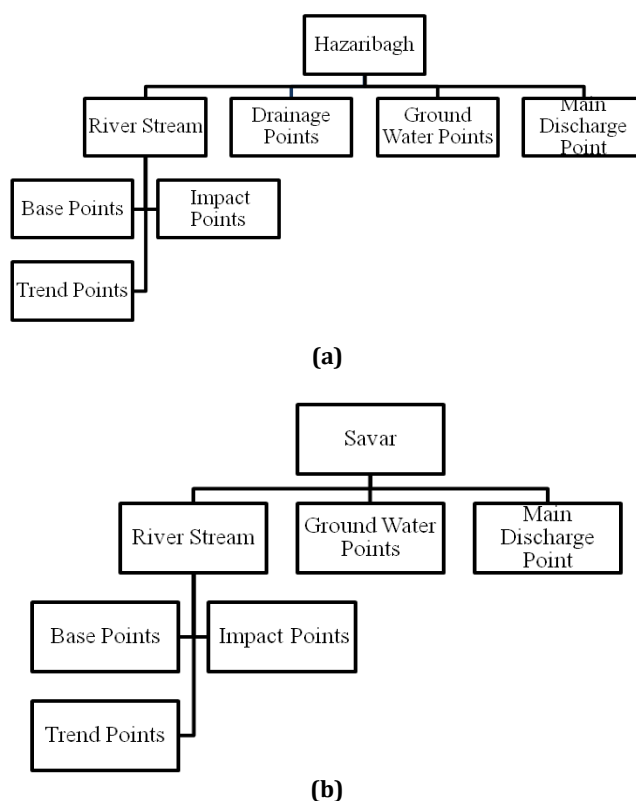 Hazaribagh
River Stream
Drainage
Points
Ground
Water Points
Main
Discharge
Point
Base Points
Impact
Points
Trend Points
(a)
Savar
River Stream
Ground Water
Points
Main
Discharge
Point
Base Points
Impact Points
Trend Points
(b)